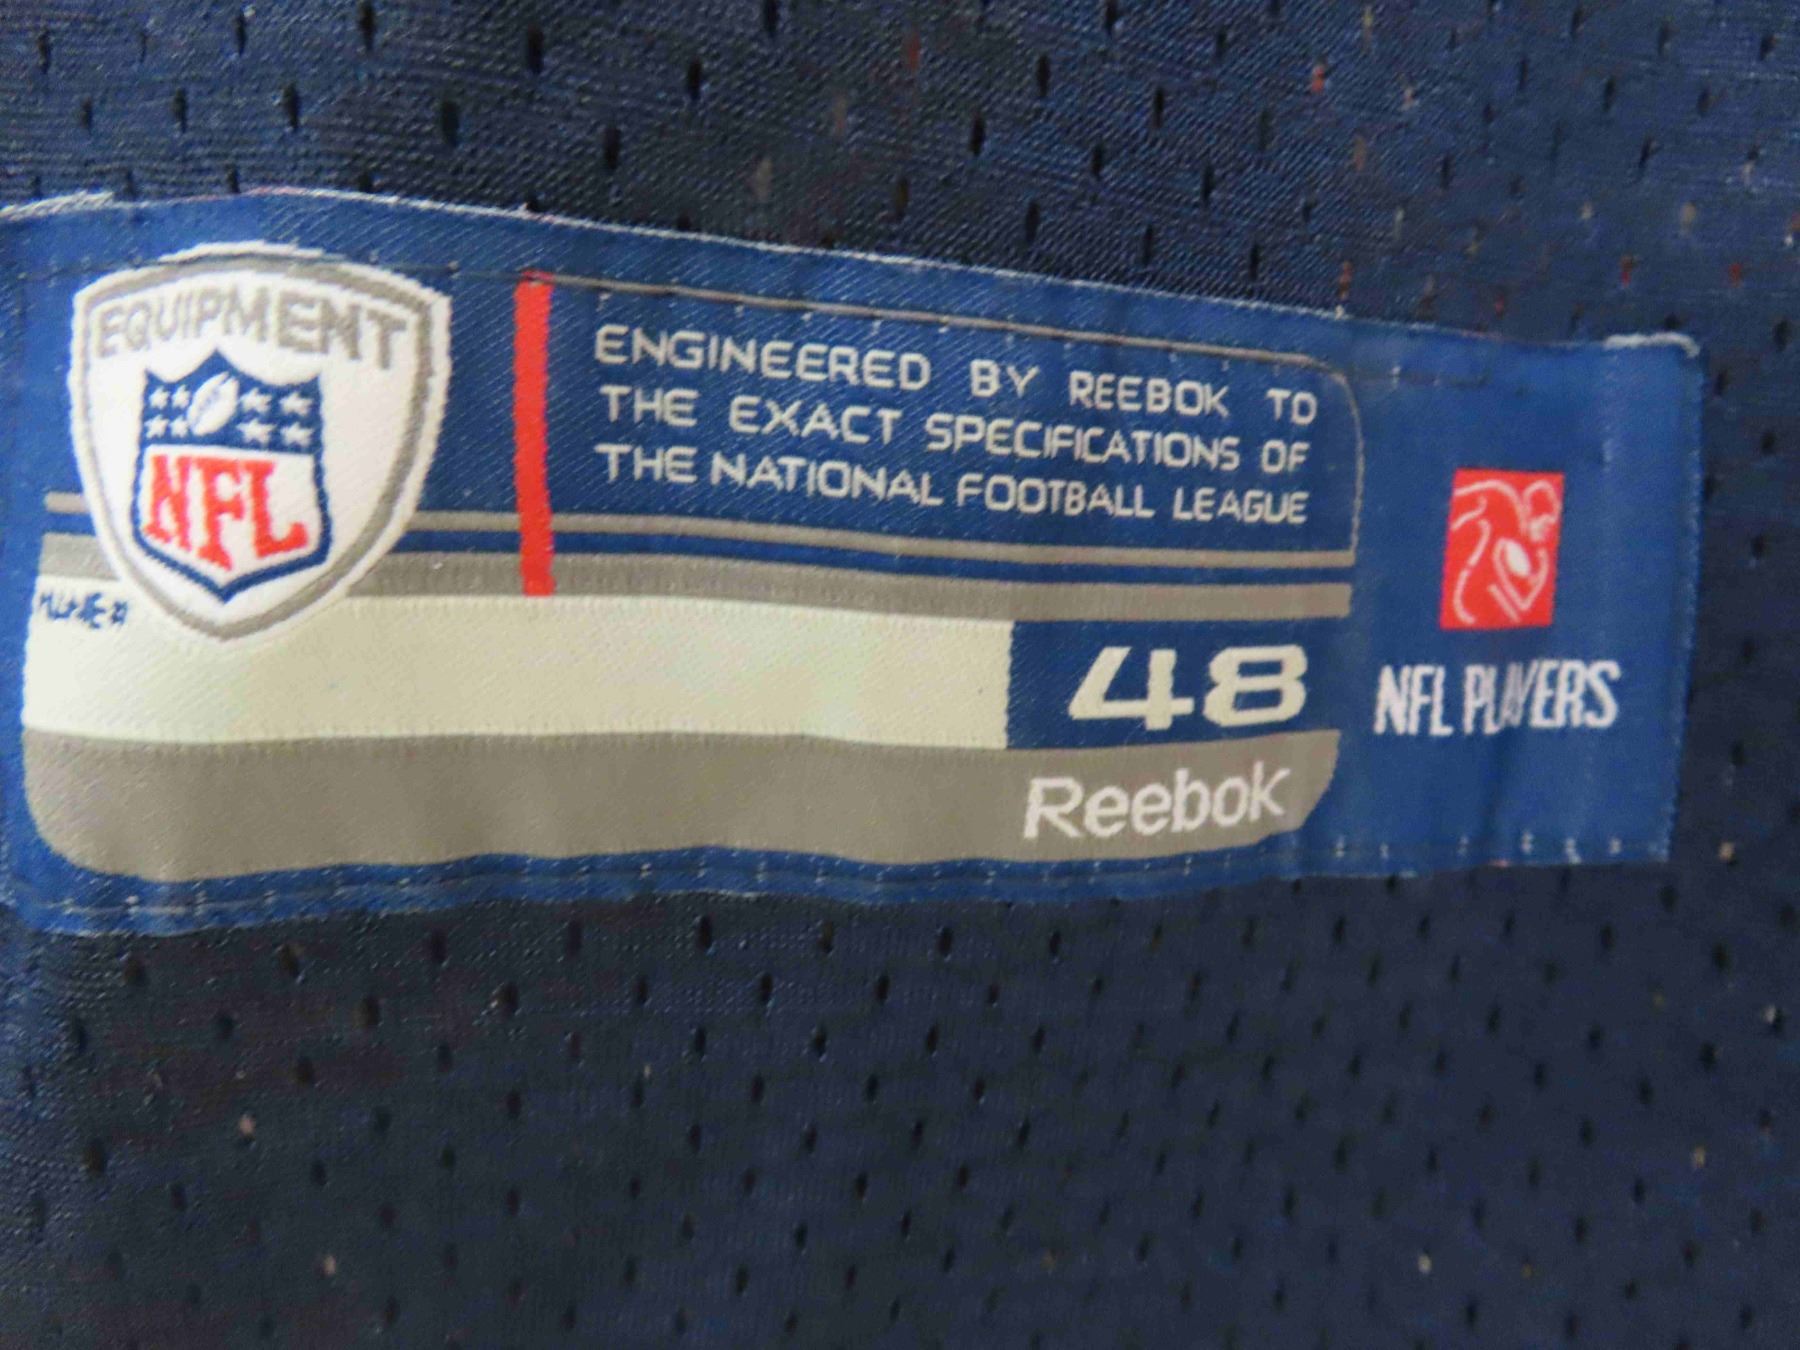 EQUIPMENT
NFL
ENGINEERED BY REEBOK TO
THE EXACT SPECIFICATIONS OF
THE NATIONAL FOOTBALL LEAGUE
48
Reebok
NFL PLAYERS